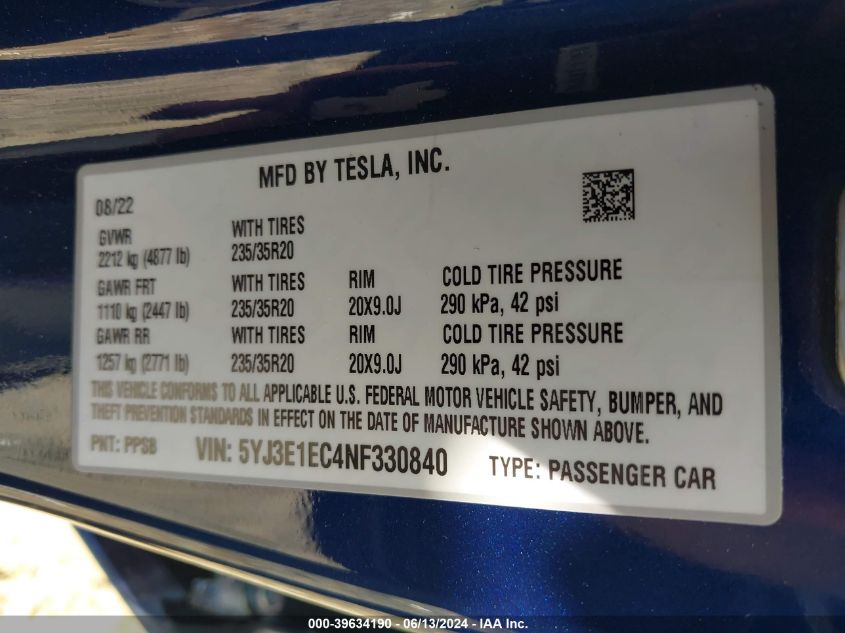 MFD BY TESLA, INC.
08/22
GVWR WITH TIRES
2212 kg (4877 lb) 235/35R20
GAWR FRT WITH TIRES RIM COLD TIRE PRESSURE
1110 kg (2447 lb) 235/35R20 20X9.0J 290 kPa, 42 psi
GAWR RR WITH TIRES RIM COLD TIRE PRESSURE
1257 kg (2771 lb) 235/35R20 20X9.0J 290 kPa, 42 psi
THIS VEHICLE CONFORMS TO ALL APPLICABLE U.S. FEDERAL MOTOR VEHICLE SAFETY, BUMPER, AND
THEFT PREVENTION STANDARDS IN EFFECT ON THE DATE OF MANUFACTURE SHOWN ABOVE.
PNT: PPSB VIN: 5YJ3E1EC4NF330840 TYPE: PASSENGER CAR
000-39634190 - 06/13/2024 - IAA Inc.